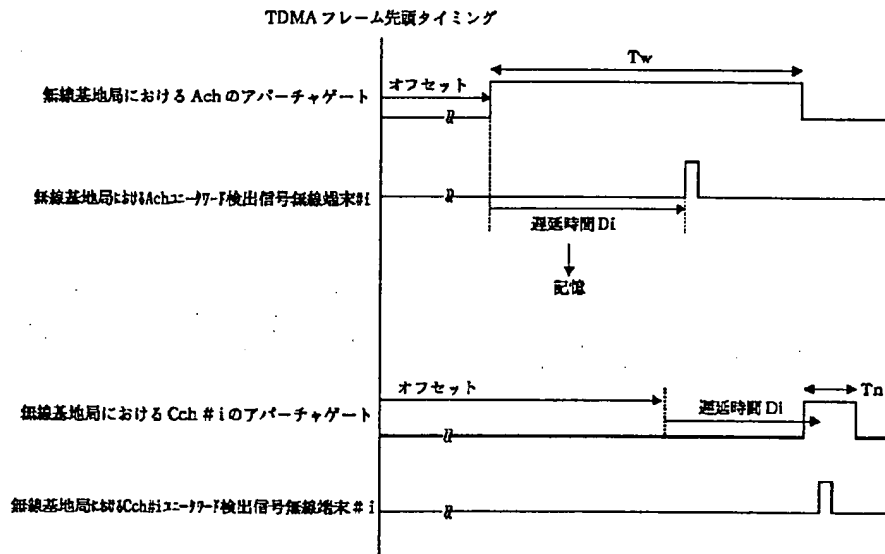 TDMA フレーム先頭タイミング
Tw
オフセット
無線基地局における Ach のアパーチャゲート
無線基地局におけるAchユニークワード検出信号無線端末#i
遅延時間 Di
記憶
オフセット
Tn
無線基地局における Cch # i のアパーチャゲート
遅延時間 Di
無線基地局におけるCch#iユニークワード検出信号無線端末 # i